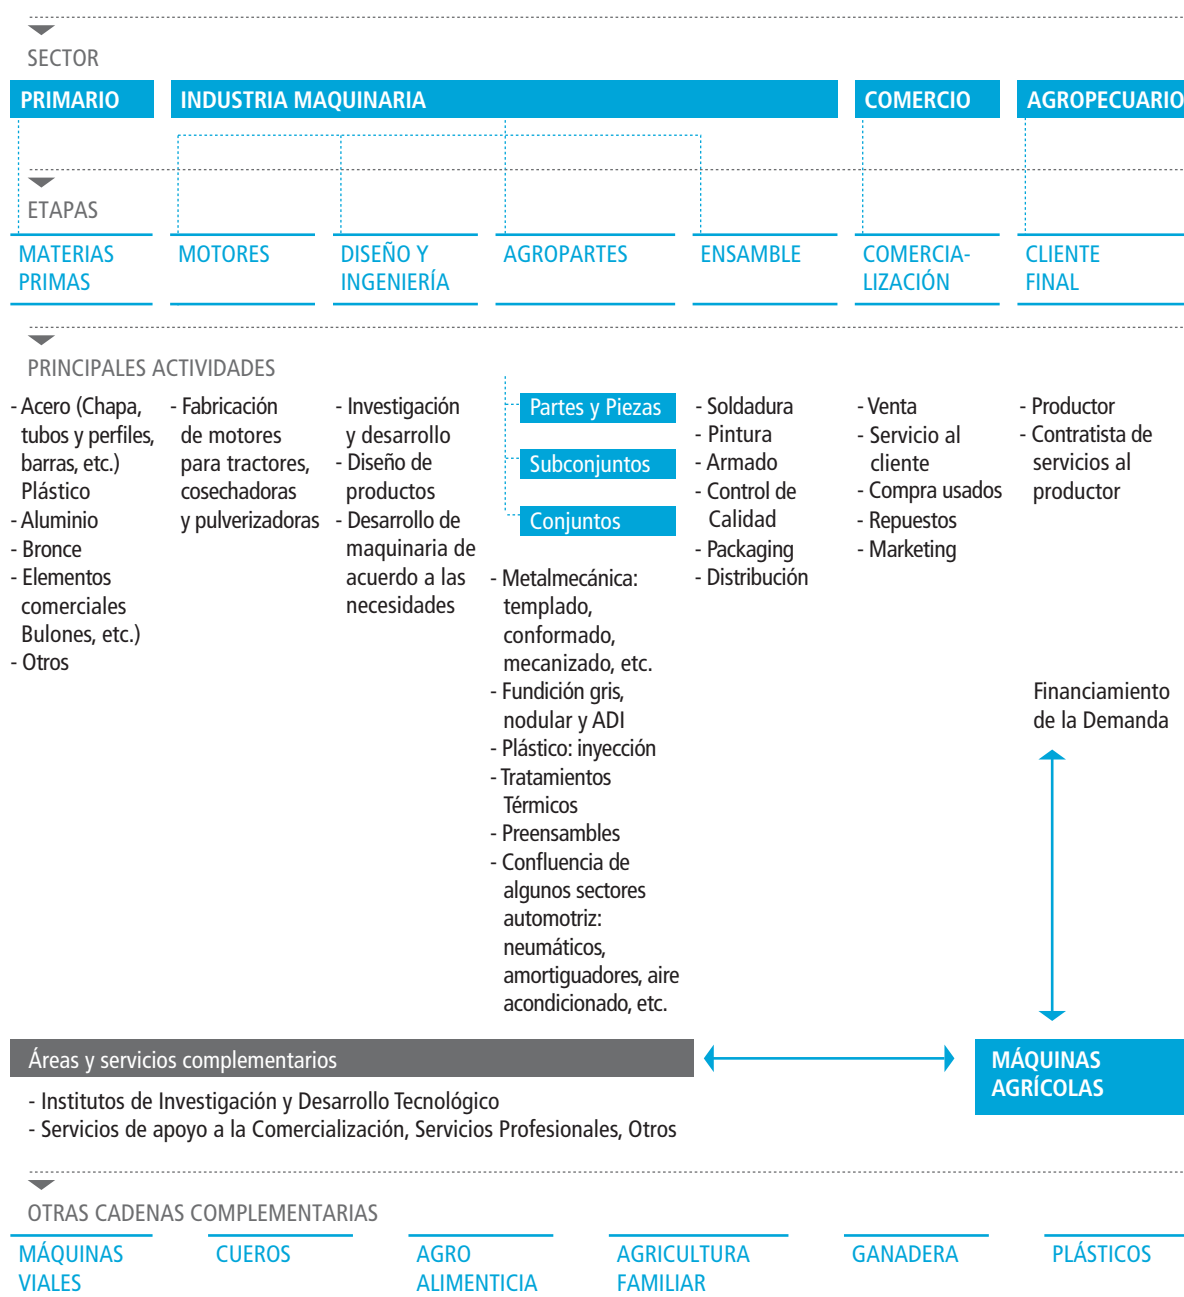 SECTOR
PRIMARIO
INDUSTRIA MAQUINARIA
COMERCIO
AGROPECUARIO
ETAPAS
MATERIAS
PRIMAS
MOTORES
DISEÑO Y
INGENIERÍA
AGROPARTES
ENSAMBLE
COMERCIA-
LIZACIÓN
CLIENTE
FINAL
PRINCIPALES ACTIVIDADES
- Acero (Chapa,
tubos y perfiles,
barras, etc.)
Plástico
- Aluminio
- Bronce
- Elementos
comerciales
Bulones, etc.)
- Otros
- Fabricación
de motores
para tractores,
cosechadoras
y pulverizadoras
- Investigación
y desarrollo
- Diseño de
productos
- Desarrollo de
maquinaria de
acuerdo a las
necesidades
Partes y Piezas
Subconjuntos
Conjuntos
- Metalmecánica:
templado,
conformado,
mecanizado, etc.
- Fundición gris,
nodular y ADI
- Plástico: inyección
- Tratamientos
Térmicos
- Preensambles
- Confluencia de
algunos sectores
automotriz:
neumáticos,
amortiguadores, aire
acondicionado, etc.
- Soldadura
- Pintura
- Armado
- Control de
Calidad
- Packaging
- Distribución
- Venta
- Servicio al
cliente
- Compra usados
- Repuestos
- Marketing
- Productor
- Contratista de
servicios al
productor
Financiamiento
de la Demanda
Áreas y servicios complementarios
MÁQUINAS
AGRÍCOLAS
- Institutos de Investigación y Desarrollo Tecnológico
- Servicios de apoyo a la Comercialización, Servicios Profesionales, Otros
OTRAS CADENAS COMPLEMENTARIAS
MÁQUINAS
VIALES
CUEROS
AGRO
ALIMENTICIA
AGRICULTURA
FAMILIAR
GANADERA
PLÁSTICOS